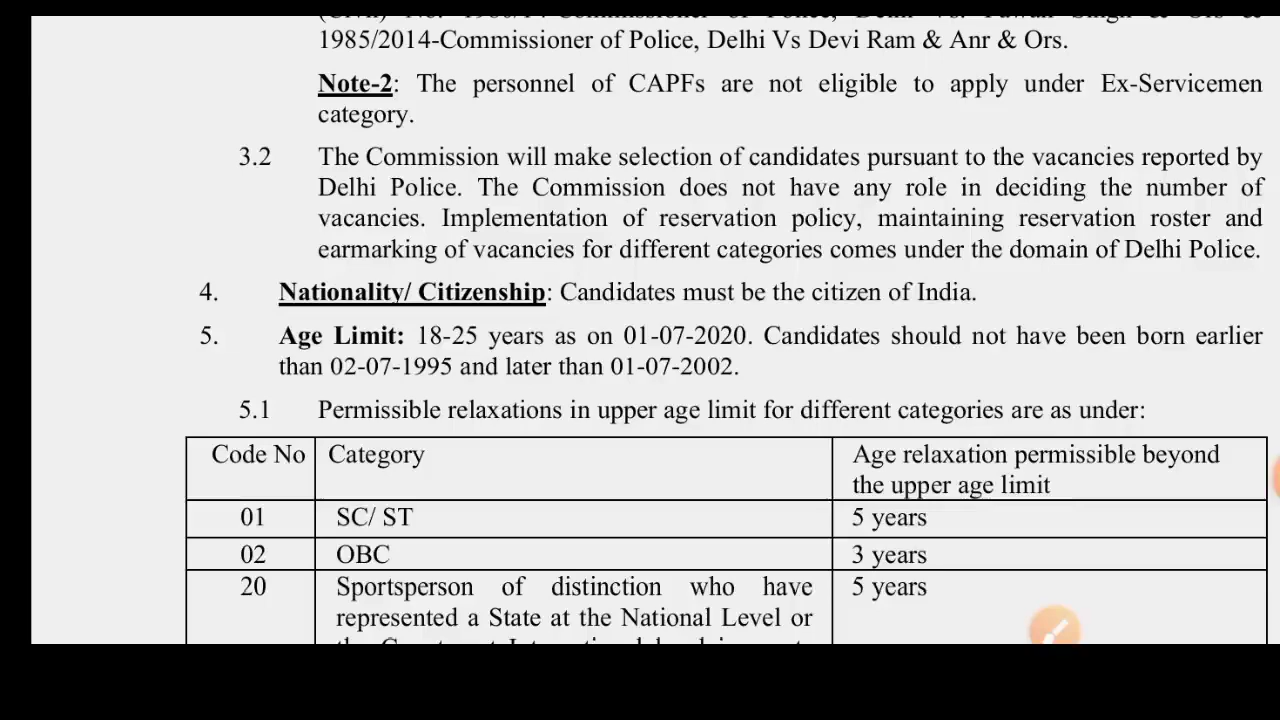 1985/2014-Commissioner of Police, Delhi Vs Devi Ram & Anr & Ors.
Note-2: The personnel of CAPFs are not eligible to apply under Ex-Servicemen
category.
3.2 The Commission will make selection of candidates pursuant to the vacancies reported by
Delhi Police. The Commission does not have any role in deciding the number of
vacancies. Implementation of reservation policy, maintaining reservation roster and
earmarking of vacancies for different categories comes under the domain of Delhi Police.
4. Nationality/ Citizenship: Candidates must be the citizen of India.
5. Age Limit: 18-25 years as on 01-07-2020. Candidates should not have been born earlier
than 02-07-1995 and later than 01-07-2002.
5.1 Permissible relaxations in upper age limit for different categories are as under:
Code No Category Age relaxation permissible beyond
the upper age limit
01 SC/ ST 5 years
02 OBC 3 years
20 Sportsperson of distinction who have 5 years
represented a State at the National Level or